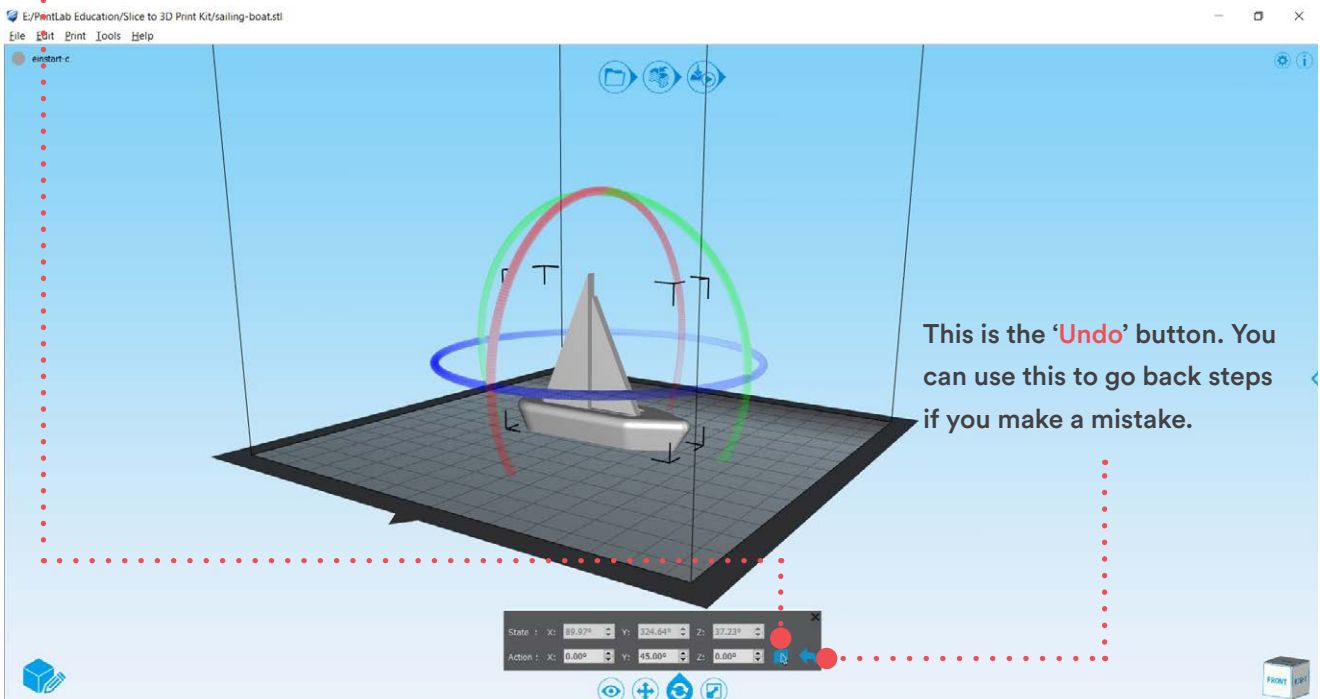 E:/PrintLab Education/Slice to 3D Print Kit/sailing-boat.stl
File Edit Print Tools Help
einstart-c
This is the ‘Undo’ button. You
can use this to go back steps
if you make a mistake.
State : X: 89.97° Y: 324.64° Z: 37.23°
Action : X: 0.00° Y: 45.00° Z: 0.00°
FRONT